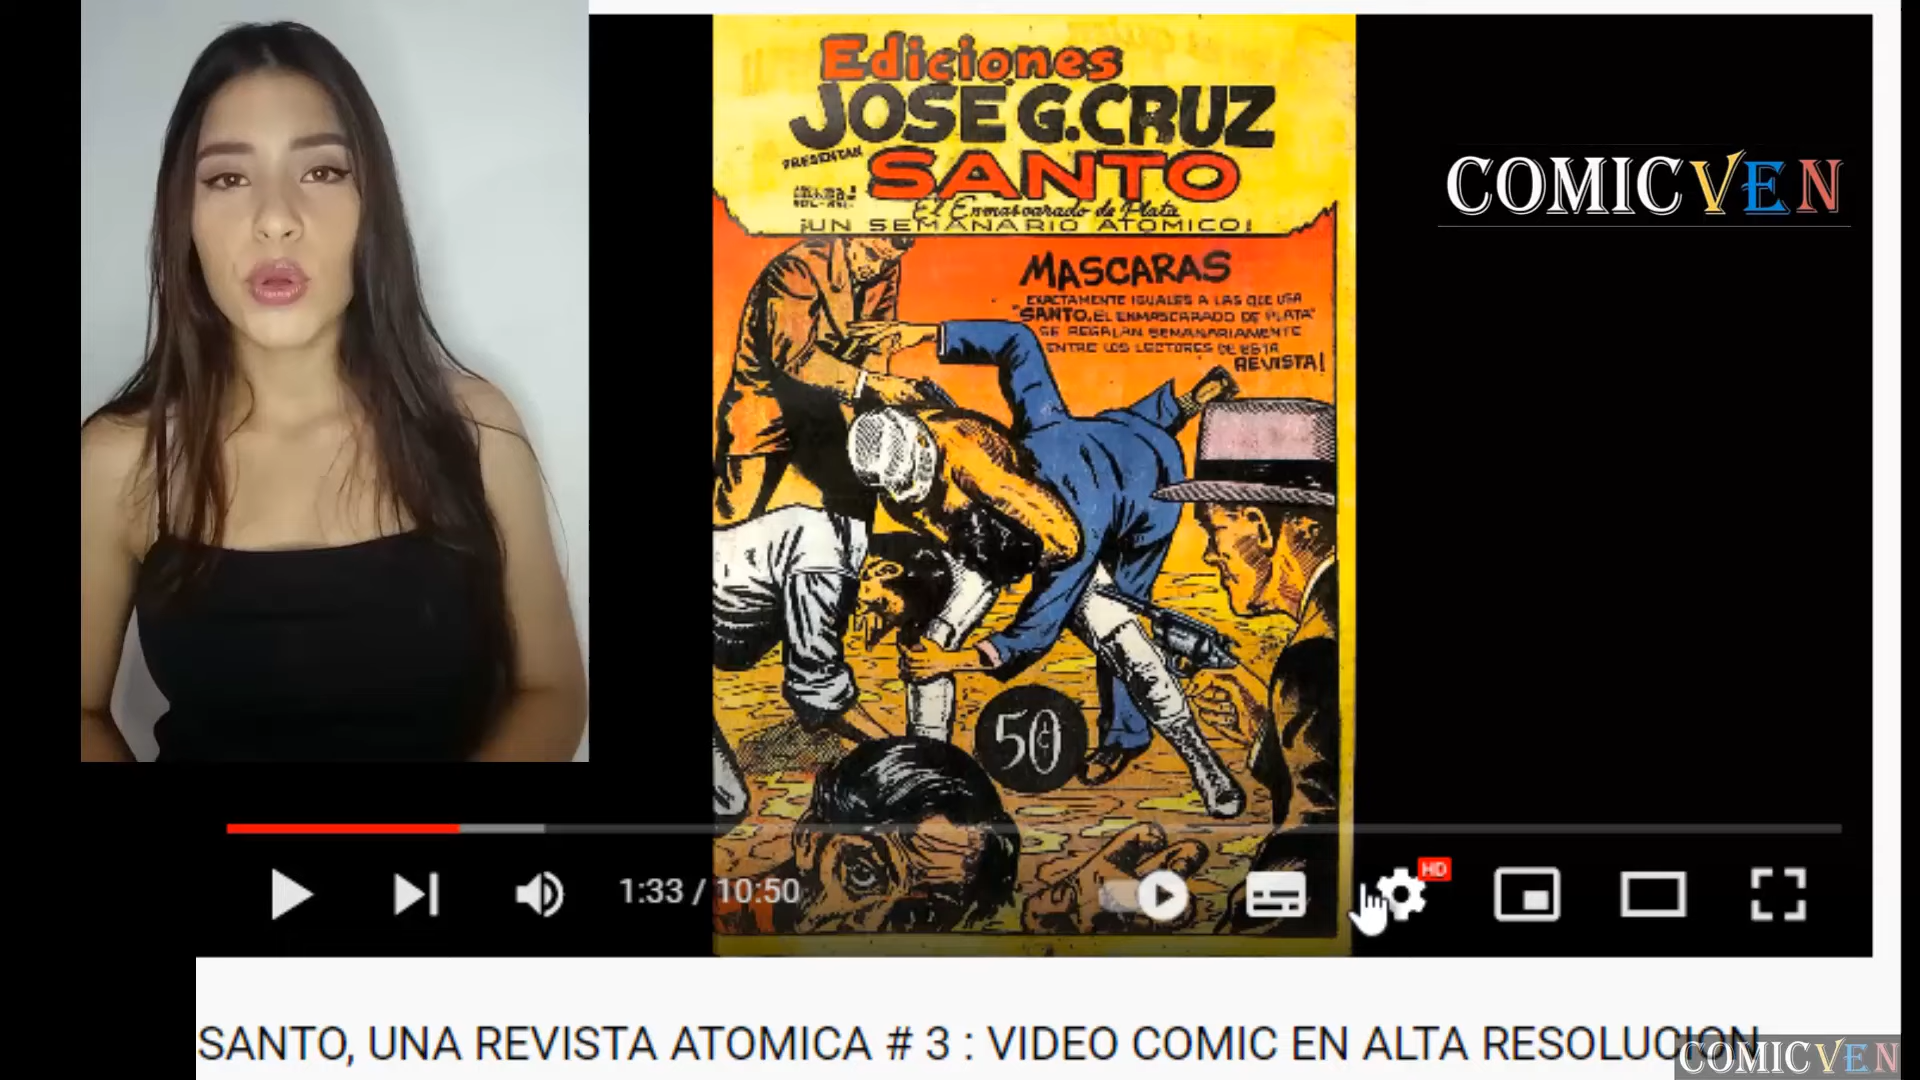 Ediciones
JOSE G. CRUZ
PRESENTAN
SANTO
El Enmascarado de Plata
¡UN SEMANARIO ATOMICO!
COMICVEN
MASCARAS
EXACTAMENTE IGUALES A LAS QUE USA
"SANTO, EL ENMASCARADO DE PLATA"
SE REGALAN SEMANARIAMENTE
ENTRE LOS LECTORES DE ESTA
REVISTA!
50¢
1:33 / 10:50
HD
SANTO, UNA REVISTA ATOMICA # 3 : VIDEO COMIC EN ALTA RESOLUCION
COMICVEN